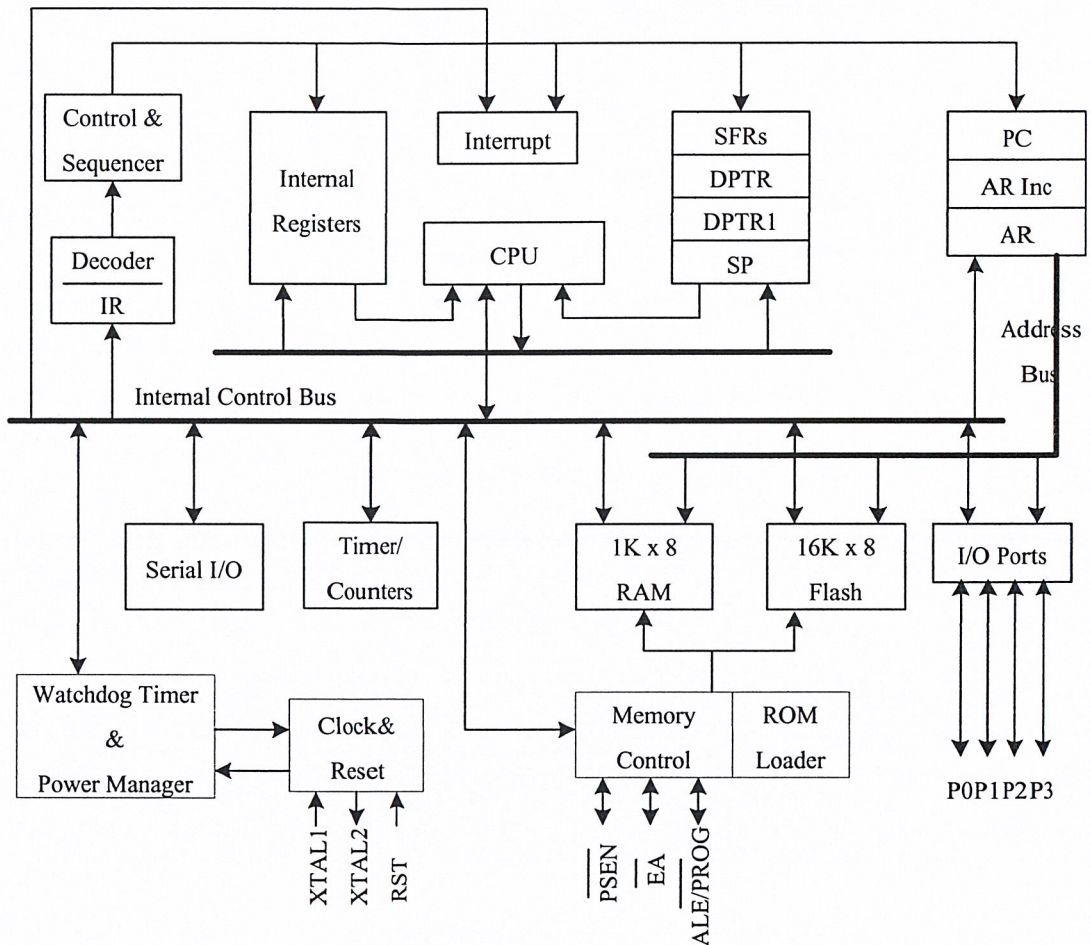 Control &
Sequencer
Internal
Registers
Interrupt
SFRs
DPTR
DPTR1
SP
PC
AR Inc
AR
Decoder
IR
CPU
Address
Bus
Internal Control Bus
Serial I/O
Timer/
Counters
1K x 8
RAM
16K x 8
Flash
I/O Ports
Watchdog Timer
&
Power Manager
Clock&
Reset
Memory
Control
ROM
Loader
P0P1P2P3
XTAL1
XTAL2
RST
PSEN
EA
ALE/PROG